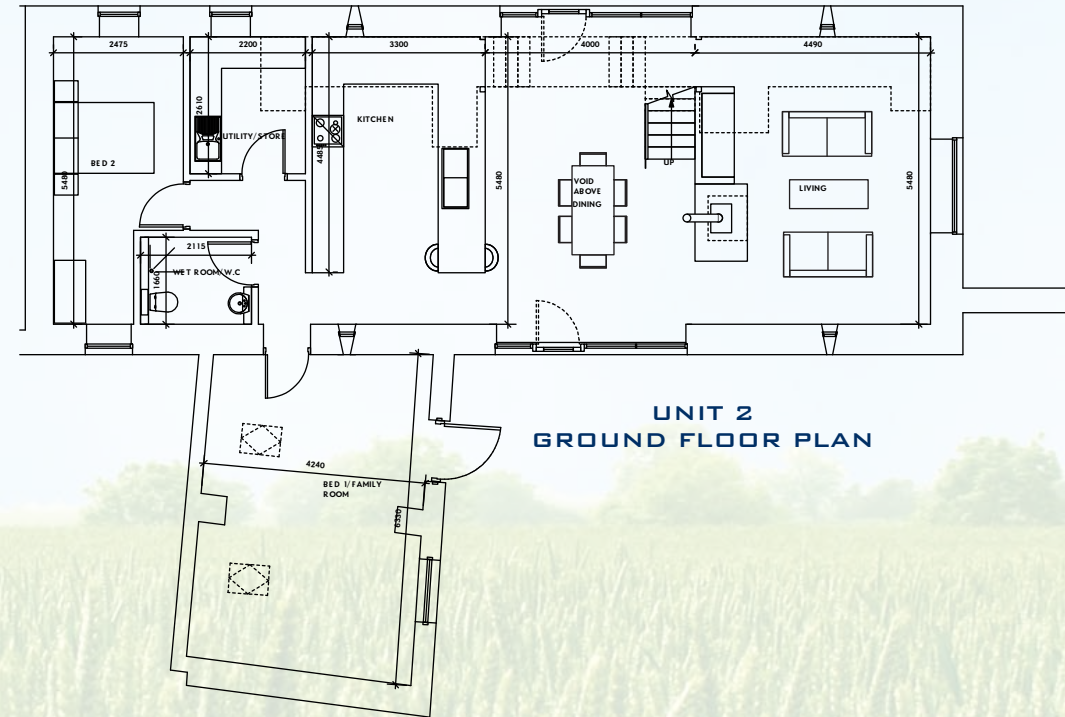 2475
2200
3300
4000
4490
2610
UTILITY/STORE
KITCHEN
4485
BED 2
5480
5480
UP
VOID
ABOVE
DINING
LIVING
5480
2115
WET ROOM/W.C
1660
UNIT 2
GROUND FLOOR PLAN
4240
BED 1/FAMILY
ROOM
6330